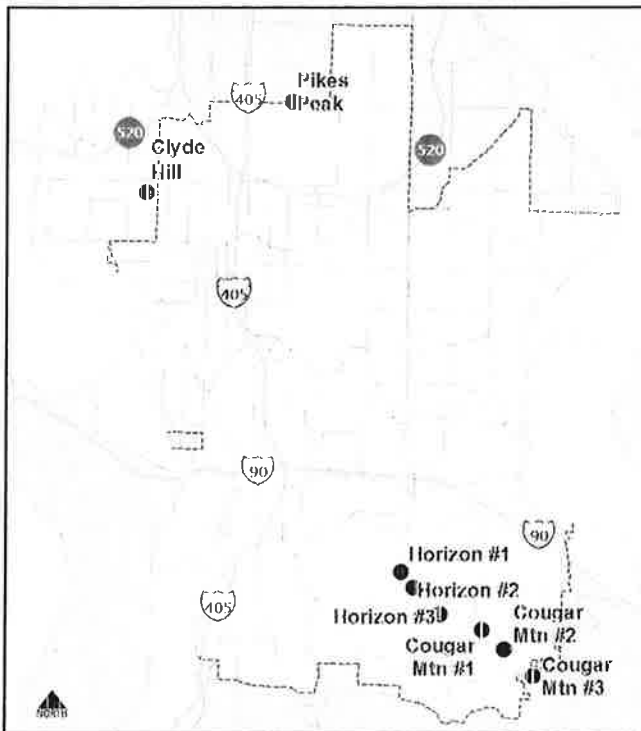 Pikes
Peak
405
520
Clyde
Hill
520
405
90
90
Horizon #1
Horizon #2
405
Horizon #3
Cougar
Mtn #2
Cougar
Mtn #1
Cougar
Mtn #3
NORTH